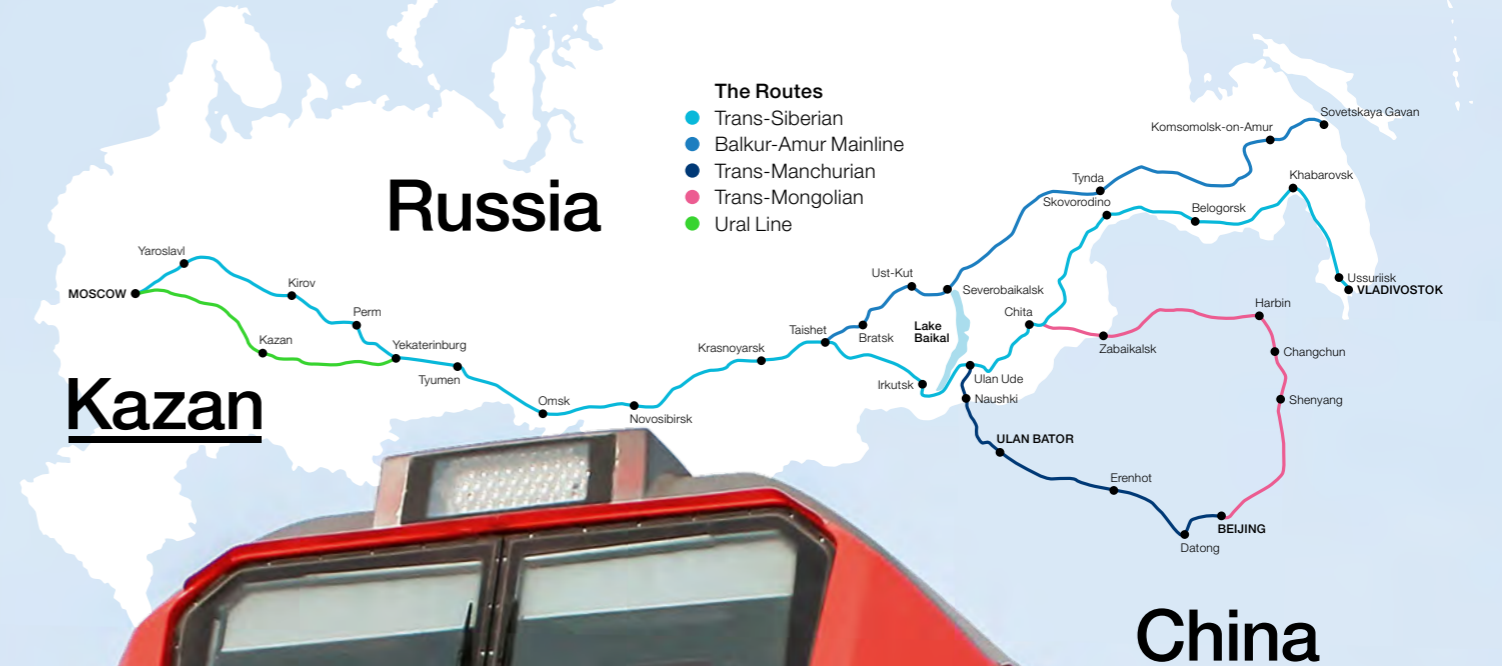 The Routes
Trans-Siberian
Balkur-Amur Mainline
Trans-Manchurian
Trans-Mongolian
Ural Line
Russia
Kazan
China
Yaroslavl
MOSCOW
Kirov
Perm
Kazan
Yekaterinburg
Tyumen
Omsk
Novosibirsk
Krasnoyarsk
Taishet
Bratsk
Ust-Kut
Severobaikalsk
Lake
Baikal
Irkutsk
Ulan Ude
Naushki
ULAN BATOR
Erenhot
Datong
BEIJING
Chita
Zabaikalsk
Harbin
Changchun
Shenyang
Tynda
Skovorodino
Belogorsk
Komsomolsk-on-Amur
Sovetskaya Gavan
Khabarovsk
Ussuriisk
VLADIVOSTOK